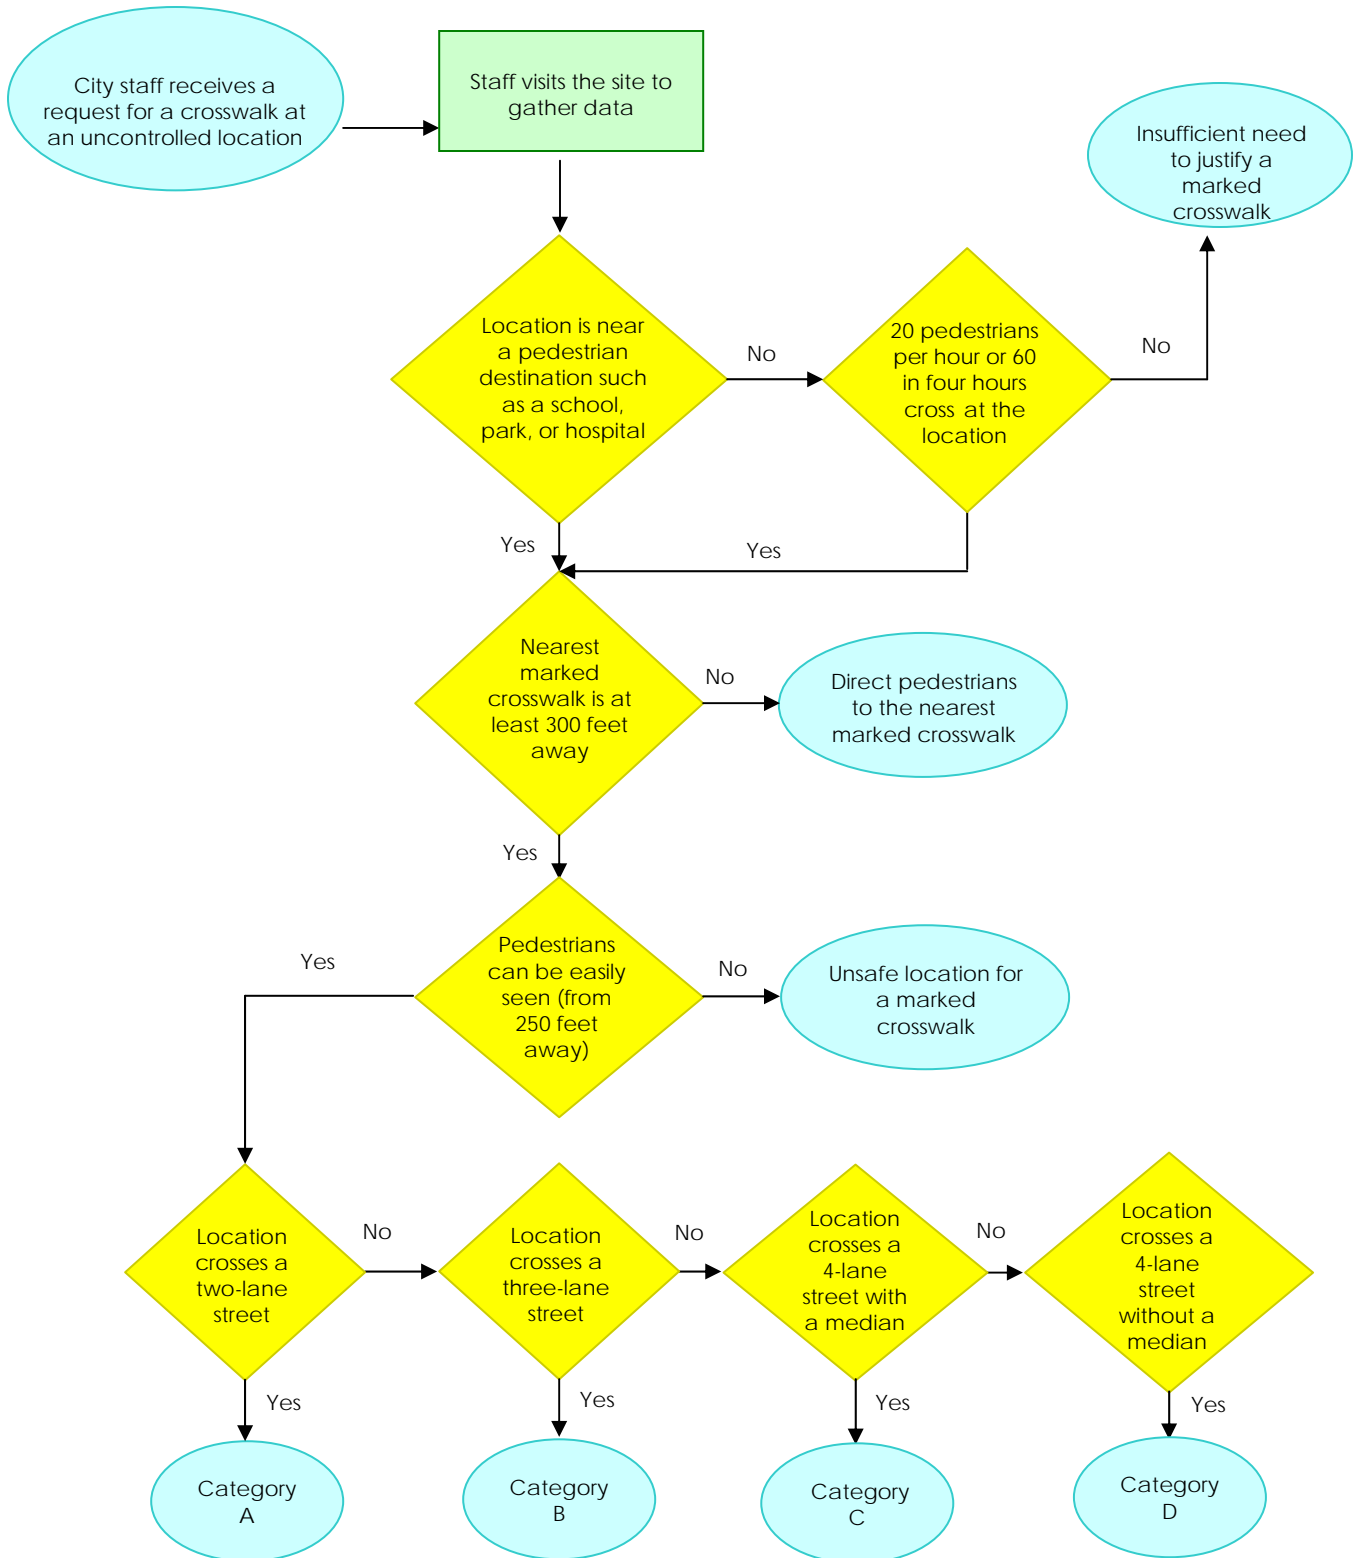 City staff receives a
request for a crosswalk at
an uncontrolled location
Staff visits the site to
gather data
Insufficient need
to justify a
marked
crosswalk
Location is near
a pedestrian
destination such
as a school,
park, or hospital
No
20 pedestrians
per hour or 60
in four hours
cross at the
location
No
Yes
Yes
Nearest
marked
crosswalk is at
least 300 feet
away
No
Direct pedestrians
to the nearest
marked crosswalk
Yes
Pedestrians
can be easily
seen (from
250 feet
away)
Yes
No
Unsafe location for
a marked
crosswalk
Location
crosses a
two-lane
street
No
Location
crosses a
three-lane
street
No
Location
crosses a
4-lane
street with
a median
No
Location
crosses a
4-lane
street
without a
median
Yes
Yes
Yes
Yes
Category
A
Category
B
Category
C
Category
D